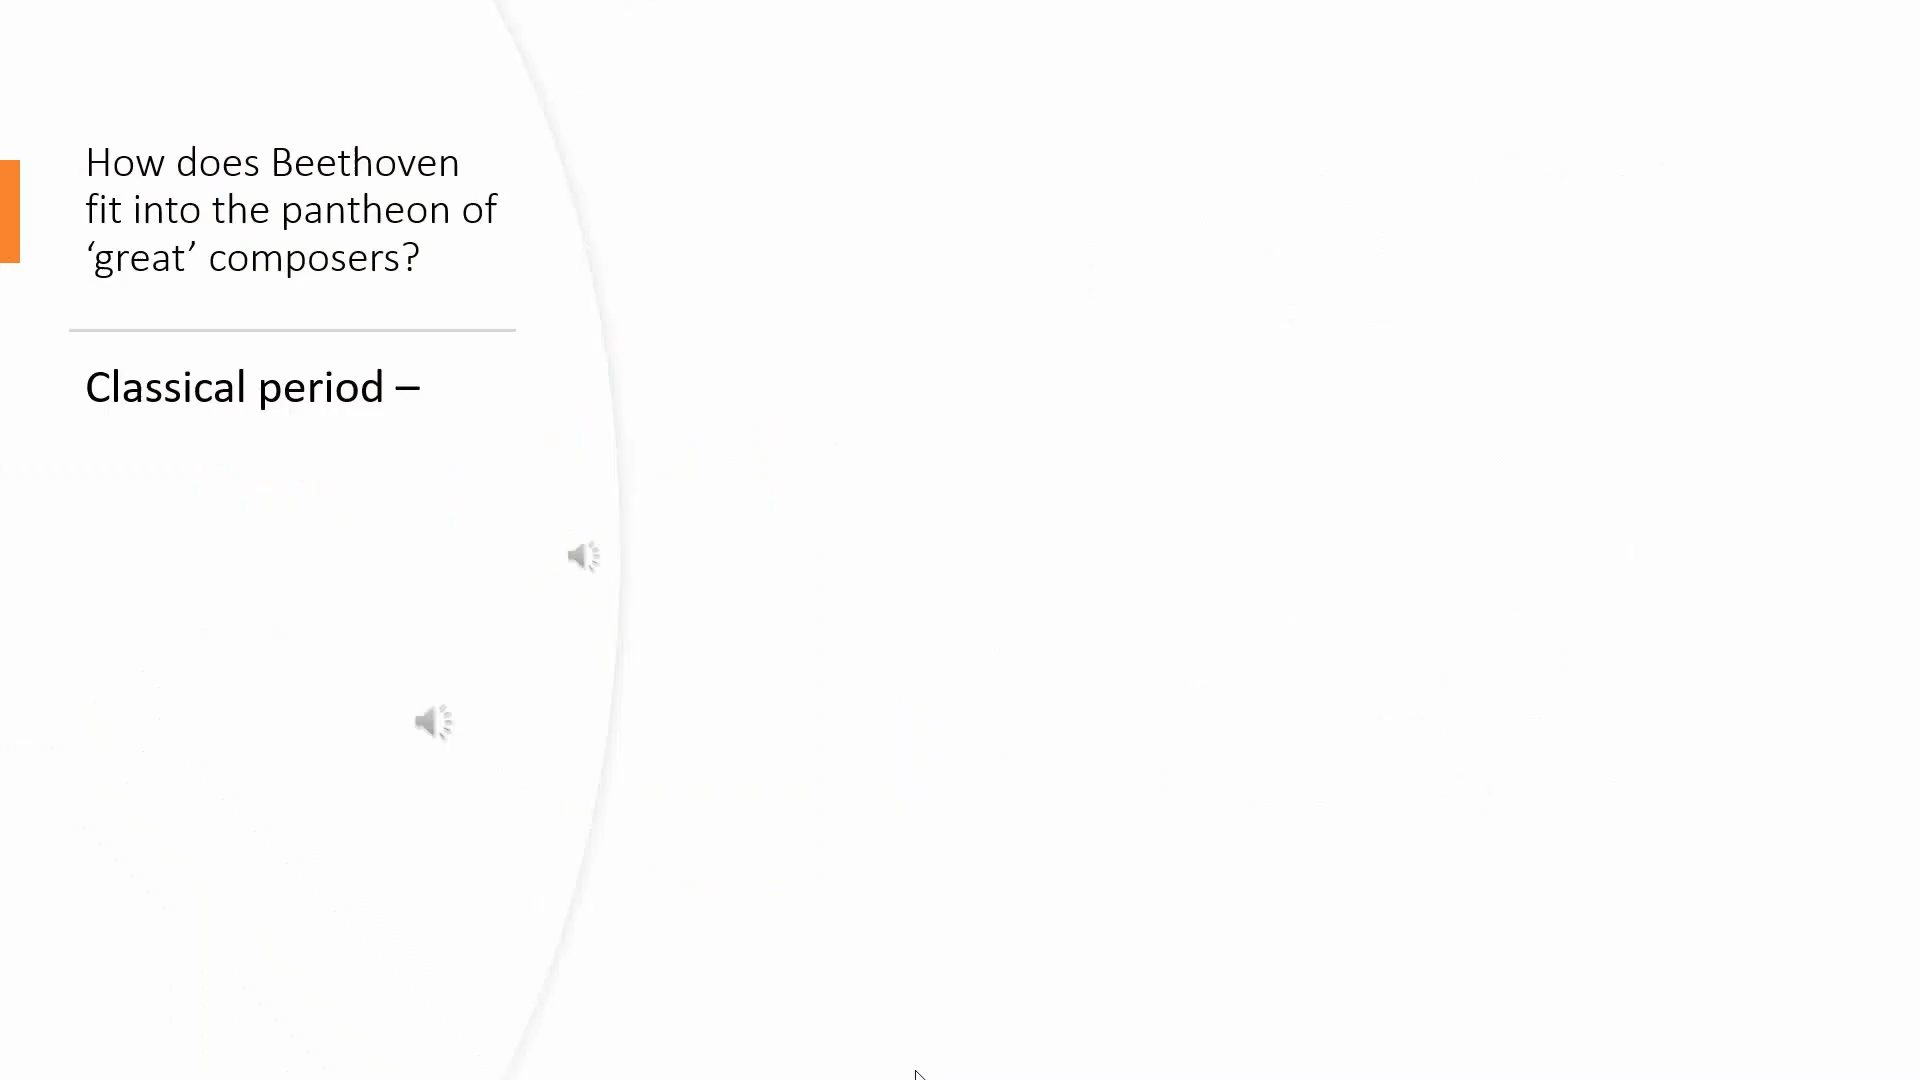 How does Beethoven
fit into the pantheon of
‘great’ composers?
Classical period –